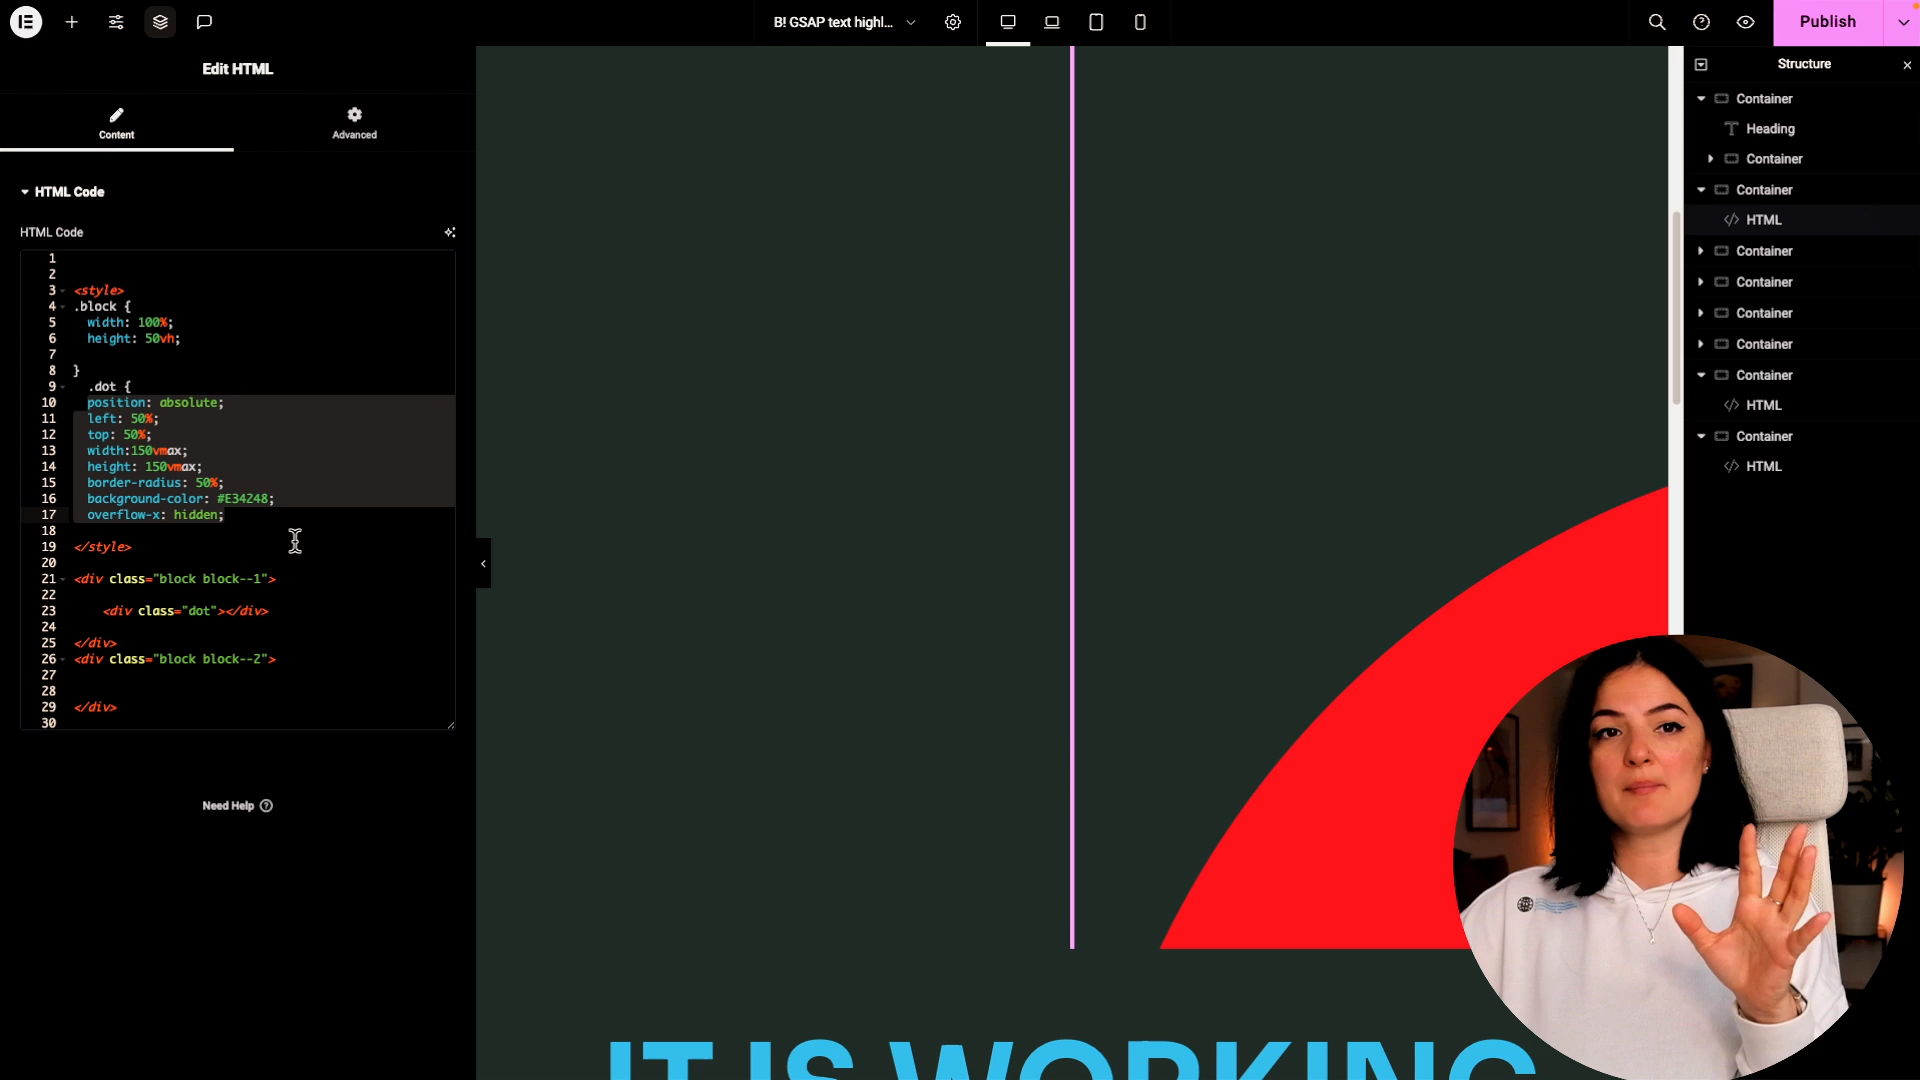 B! GSAP text highl...
Publish
Edit HTML
Content
Advanced
HTML Code
HTML Code
1
2
3 <style>
4 .block {
5 width: 100%;
6 height: 50vh;
7
8 }
9 .dot {
10 position: absolute;
11 left: 50%;
12 top: 50%;
13 width:150vmax;
14 height: 150vmax;
15 border-radius: 50%;
16 background-color: #E34248;
17 overflow-x: hidden;
18
19 </style>
20
21 <div class="block block--1">
22
23 <div class="dot"></div>
24
25 </div>
26 <div class="block block--2">
27
28
29 </div>
30
Need Help
IT IS WORKING
Structure
Container
Heading
Container
Container
HTML
Container
Container
Container
Container
Container
HTML
Container
HTML